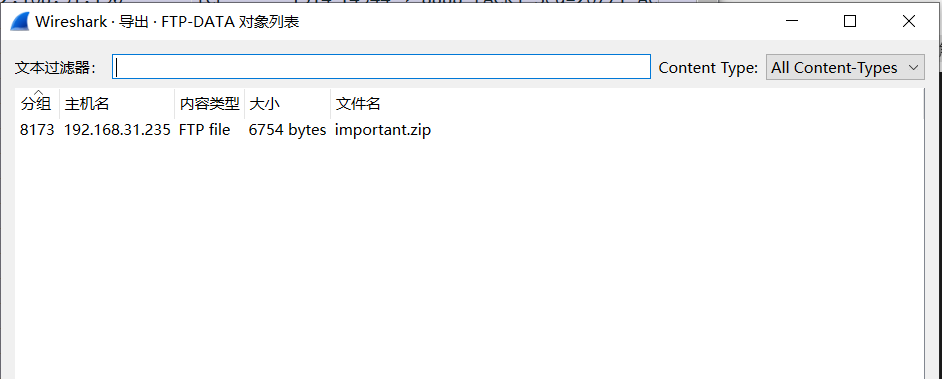 Wireshark · 导出 · FTP-DATA 对象列表
文本过滤器： Content Type: All Content-Types
分组 主机名 内容类型 大小 文件名
8173 192.168.31.235 FTP file 6754 bytes important.zip